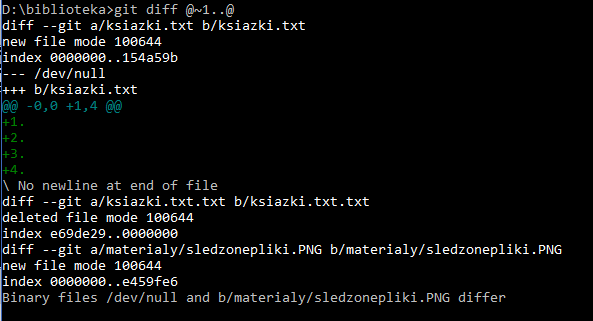 D:\biblioteka>git diff @~1..@
diff --git a/ksiazki.txt b/ksiazki.txt
new file mode 100644
index 0000000..154a59b
--- /dev/null
+++ b/ksiazki.txt
@@ -0,0 +1,4 @@
+1.
+2.
+3.
+4.
\ No newline at end of file
diff --git a/ksiazki.txt.txt b/ksiazki.txt.txt
deleted file mode 100644
index e69de29..0000000
diff --git a/materialy/sledzonepliki.PNG b/materialy/sledzonepliki.PNG
new file mode 100644
index 0000000..e459fe6
Binary files /dev/null and b/materialy/sledzonepliki.PNG differ